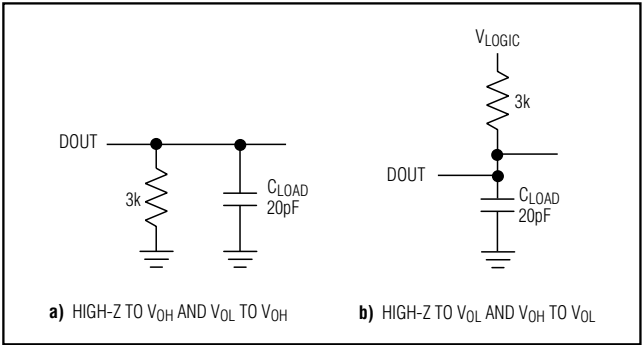 DOUT
3k
CLOAD
20pF
a) HIGH-Z TO VOH AND VOL TO VOH
VLOGIC
3k
DOUT
CLOAD
20pF
b) HIGH-Z TO VOL AND VOH TO VOL